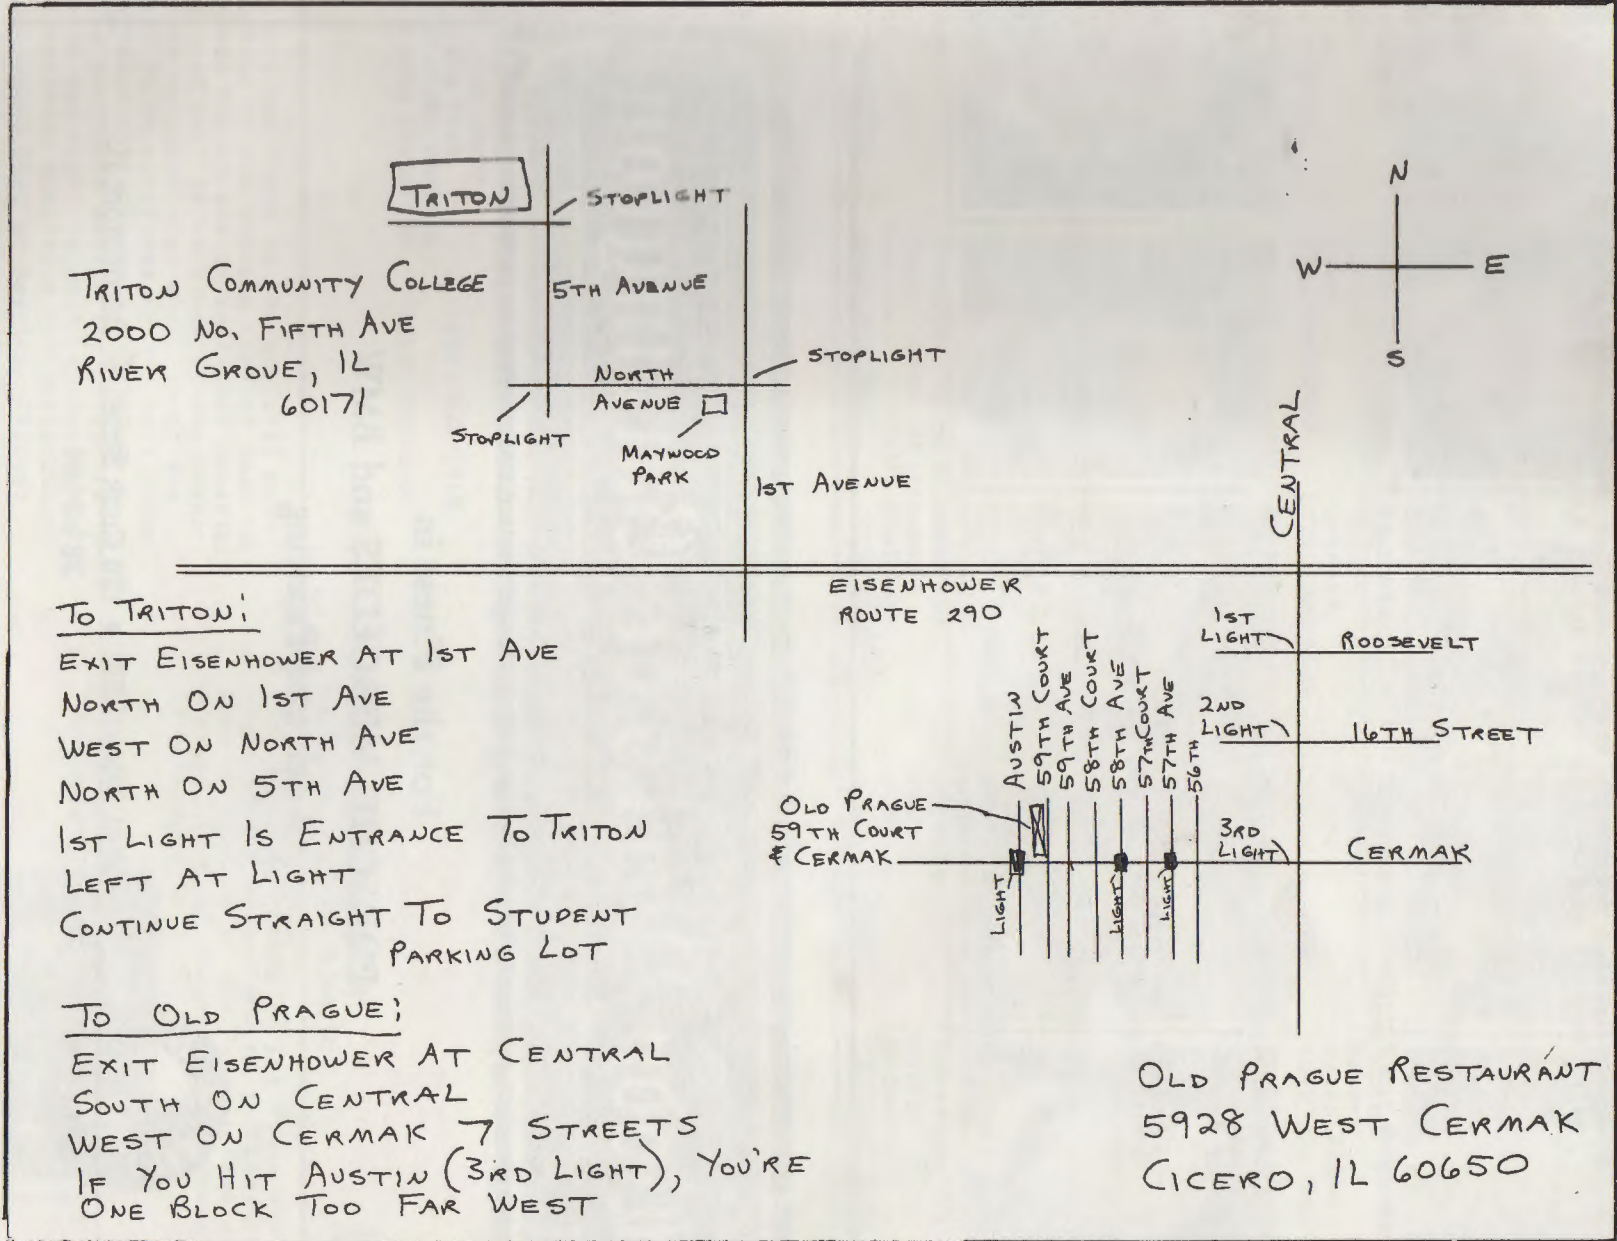 TRITON
STOPLIGHT
N
W E
S
TRITON COMMUNITY COLLEGE
2000 NO. FIFTH AVE
RIVER GROVE, IL
60171
5TH AVENUE
STOPLIGHT
NORTH
AVENUE
STOPLIGHT
MAYWOOD
PARK
1ST AVENUE
CENTRAL
EISENHOWER
ROUTE 290
TO TRITON:
EXIT EISENHOWER AT 1ST AVE
NORTH ON 1ST AVE
WEST ON NORTH AVE
NORTH ON 5TH AVE
1ST LIGHT IS ENTRANCE TO TRITON
LEFT AT LIGHT
CONTINUE STRAIGHT TO STUDENT
PARKING LOT
1ST
LIGHT
ROOSEVELT
2ND
LIGHT
16TH STREET
3RD
LIGHT
CERMAK
AUSTIN
59TH COURT
59TH AVE
58TH COURT
58TH AVE
57TH COURT
57TH AVE
56TH
OLD PRAGUE
59TH COURT
& CERMAK
LIGHT
LIGHT
LIGHT
TO OLD PRAGUE:
EXIT EISENHOWER AT CENTRAL
SOUTH ON CENTRAL
WEST ON CERMAK 7 STREETS
IF YOU HIT AUSTIN (3RD LIGHT), YOU'RE
ONE BLOCK TOO FAR WEST
OLD PRAGUE RESTAURANT
5928 WEST CERMAK
CICERO, IL 60650